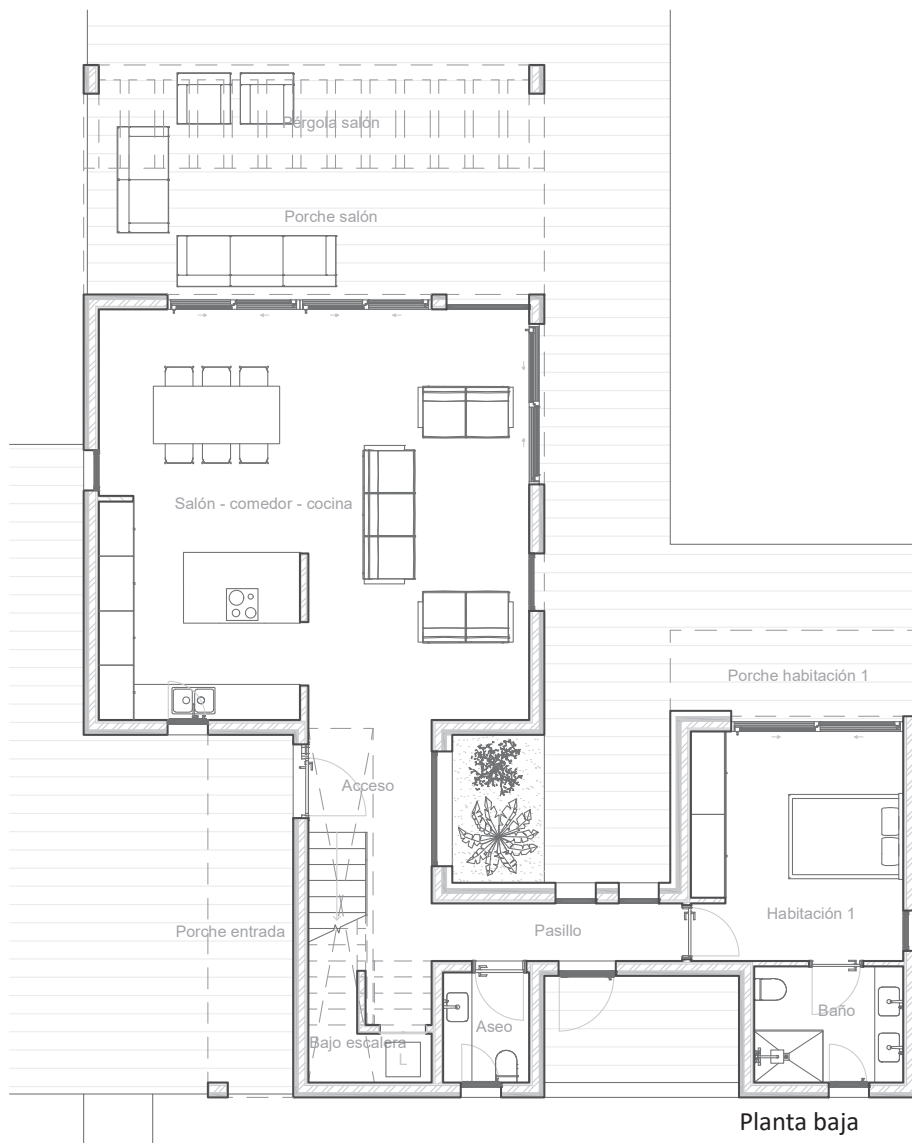 Pérgola salón
Porche salón
Salón - comedor - cocina
Porche habitación 1
Acceso
Habitación 1
Porche entrada
Pasillo
Baño
Aseo
Bajo escalera
L
Planta baja